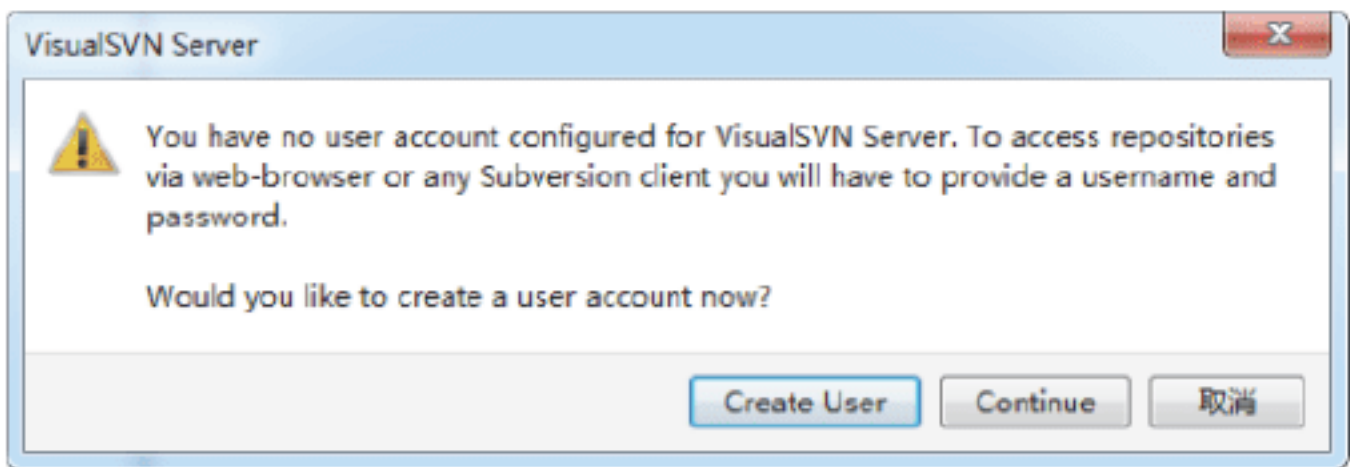 VisualSVN Server
You have no user account configured for VisualSVN Server. To access repositories
via web-browser or any Subversion client you will have to provide a username and
password.
Would you like to create a user account now?
Create User Continue 取消